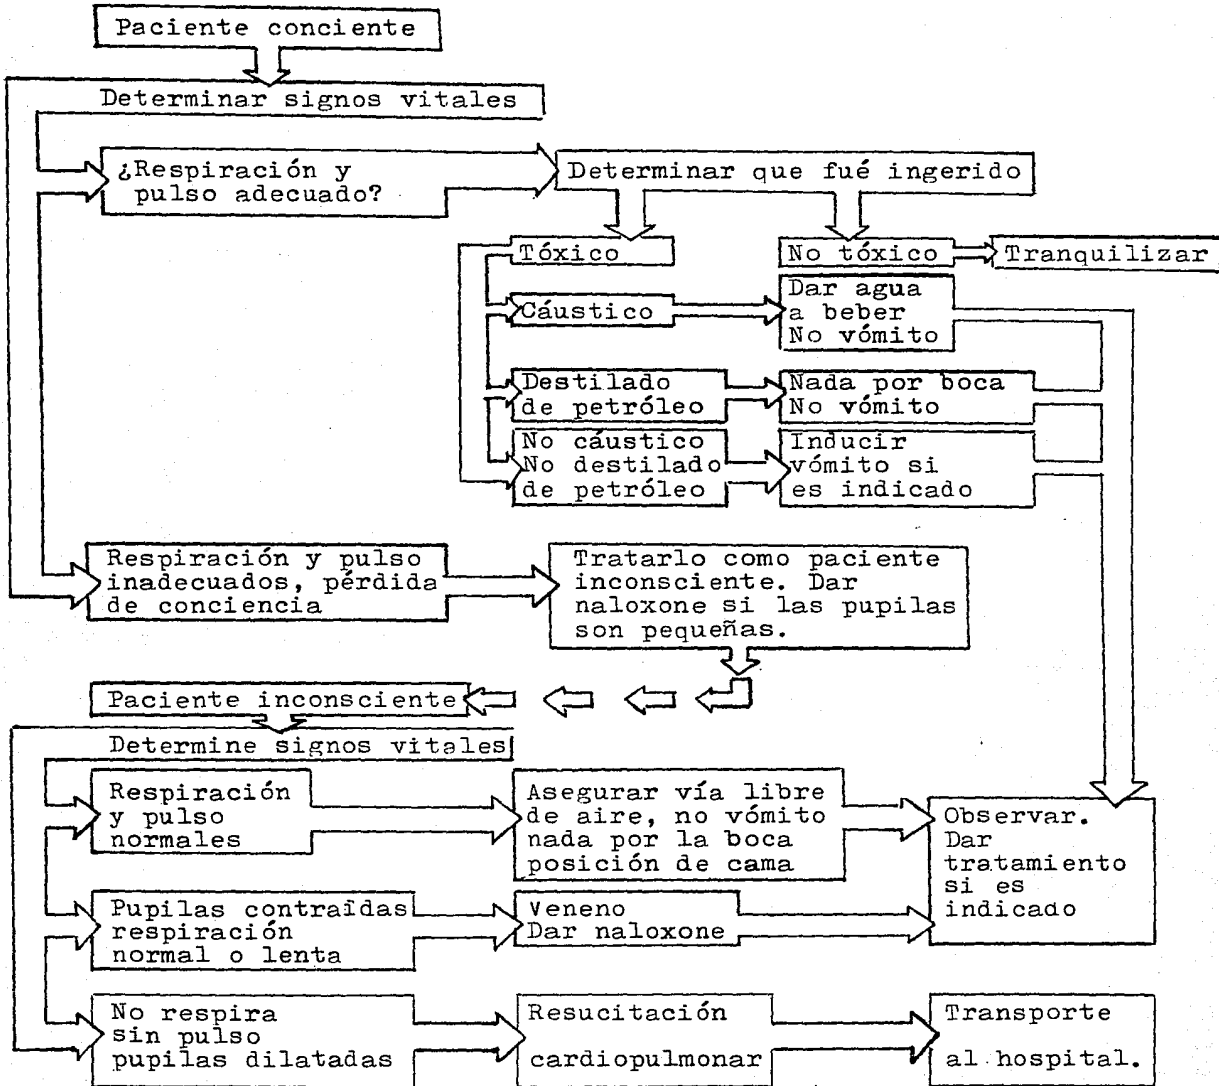 Paciente conciente
Determinar signos vitales
¿Respiración y
pulso adecuado?
Determinar que fué ingerido
Tóxico
No tóxico
Tranquilizar
Cáustico
Dar agua
a beber
No vómito
Destilado
de petróleo
Nada por boca
No vómito
No cáustico
No destilado
de petróleo
Inducir
vómito si
es indicado
Respiración y pulso
inadecuados, pérdida
de conciencia
Tratarlo como paciente
inconsciente. Dar
naloxone si las pupilas
son pequeñas.
Paciente inconsciente
Determine signos vitales
Respiración
y pulso
normales
Asegurar vía libre
de aire, no vómito
nada por la boca
posición de cama
Observar.
Dar
tratamiento
si es
indicado
Pupilas contraídas
respiración
normal o lenta
Veneno
Dar naloxone
No respira
sin pulso
pupilas dilatadas
Resucitación
cardiopulmonar
Transporte
al hospital.